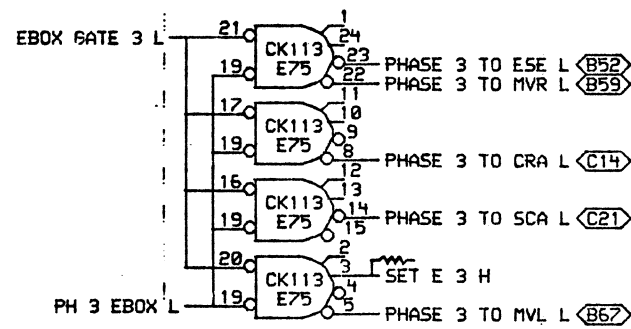 EBOX GATE 3 L
21
19
CK113
E75
1
24
23
22
PHASE 3 TO ESE L B52
PHASE 3 TO MVR L B59
17
19
CK113
E75
11
10
9
8
PHASE 3 TO CRA L C14
16
19
CK113
E75
12
13
14
15
PHASE 3 TO SCA L C21
20
19
CK113
E75
2
3
4
5
SET E 3 H
PH 3 EBOX L
PHASE 3 TO MVL L B67